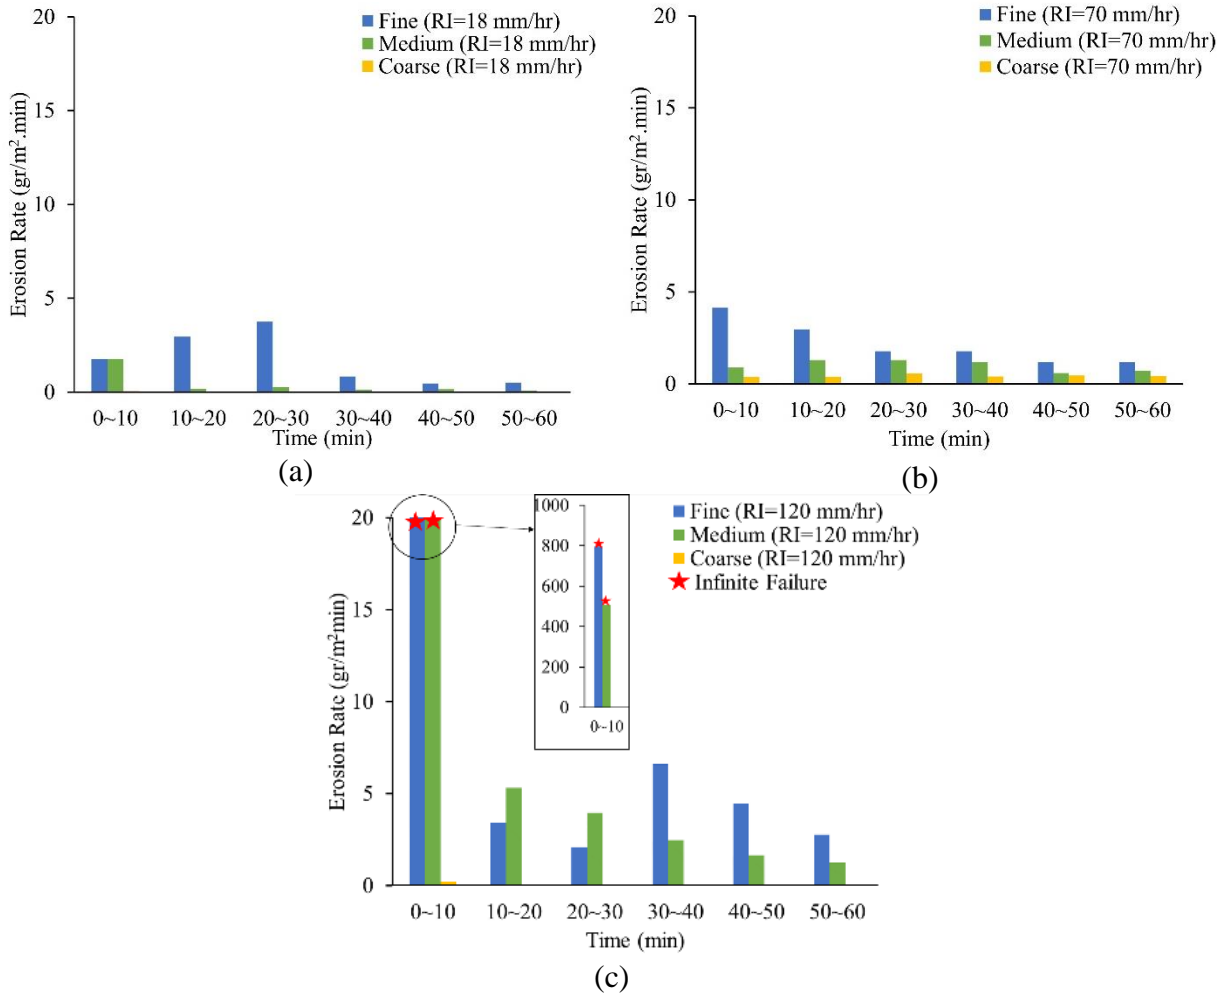 Fine (RI=18 mm/hr)
Medium (RI=18 mm/hr)
Coarse (RI=18 mm/hr)
Erosion Rate (gr/m².min)
20
15
10
5
0
0~10 10~20 20~30 30~40 40~50 50~60
Time (min)
(a)
Fine (RI=70 mm/hr)
Medium (RI=70 mm/hr)
Coarse (RI=70 mm/hr)
Erosion Rate (gr/m².min)
20
15
10
5
0
0~10 10~20 20~30 30~40 40~50 50~60
Time (min)
(b)
Fine (RI=120 mm/hr)
Medium (RI=120 mm/hr)
Coarse (RI=120 mm/hr)
Infinite Failure
Erosion Rate (gr/m²min)
20
15
10
5
0
1000
800
600
400
200
0
0~10
0~10 10~20 20~30 30~40 40~50 50~60
Time (min)
(c)